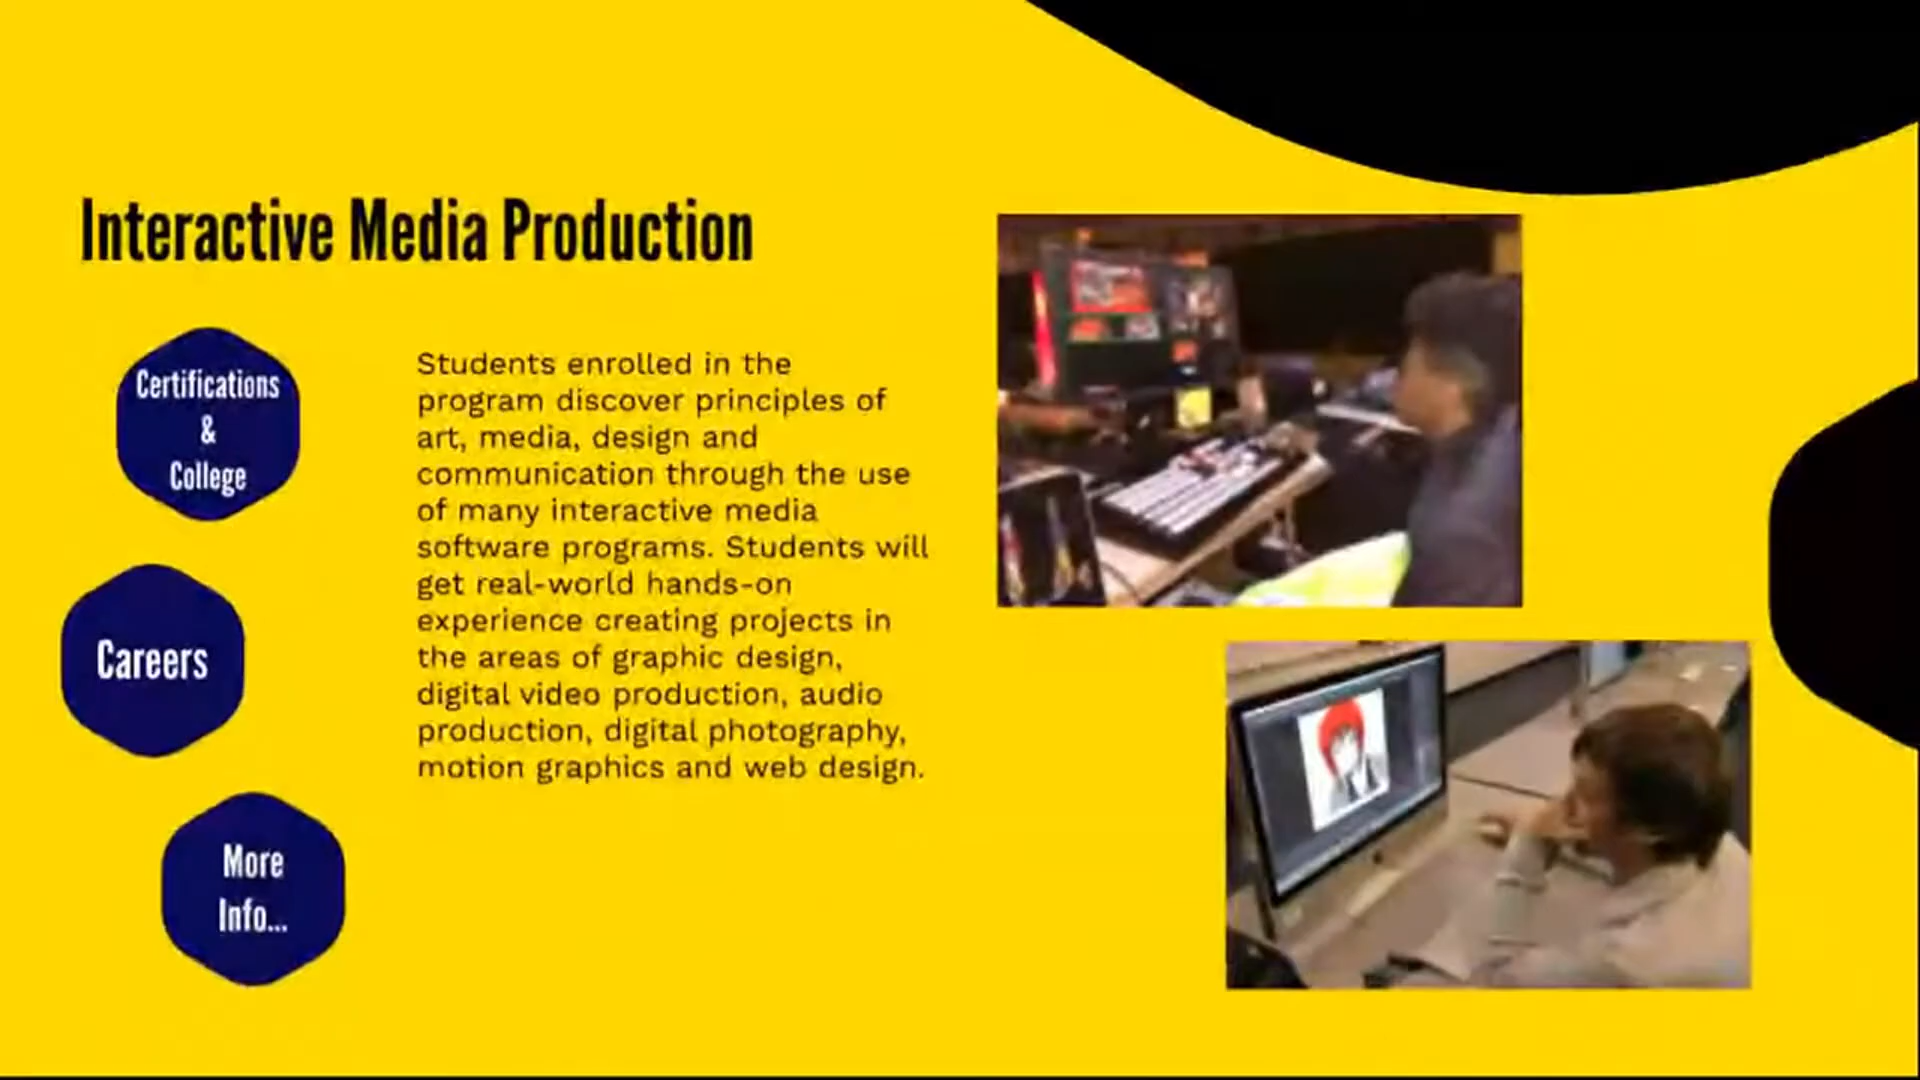 Interactive Media Production
Certifications
&
College
Careers
More
Info...
Students enrolled in the
program discover principles of
art, media, design and
communication through the use
of many interactive media
software programs. Students will
get real-world hands-on
experience creating projects in
the areas of graphic design,
digital video production, audio
production, digital photography,
motion graphics and web design.